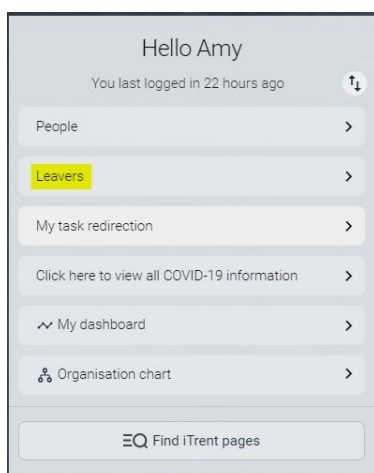 Hello Amy
You last logged in 22 hours ago
People
Leavers
My task redirection
Click here to view all COVID-19 information
My dashboard
Organisation chart
Find iTrent pages